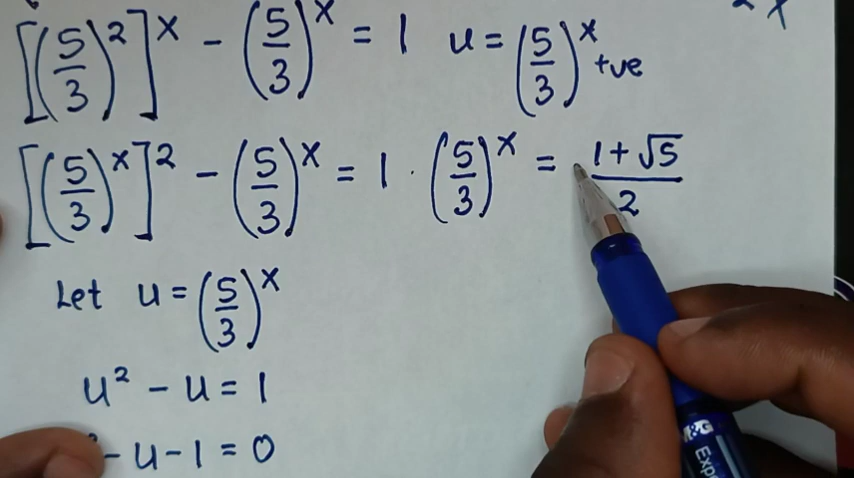 [(5/3)²]ˣ - (5/3)ˣ = 1   u = (5/3)ˣ +ve
[(5/3)ˣ]² - (5/3)ˣ = 1 · (5/3)ˣ = (1 + √5)/2
Let u = (5/3)ˣ
u² - u = 1
- u - 1 = 0